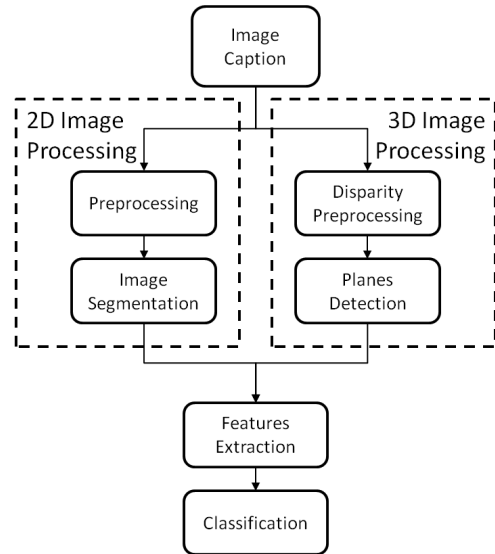 Image
Caption
2D Image
Processing
3D Image
Processing
Preprocessing
Disparity
Preprocessing
Image
Segmentation
Planes
Detection
Features
Extraction
Classification